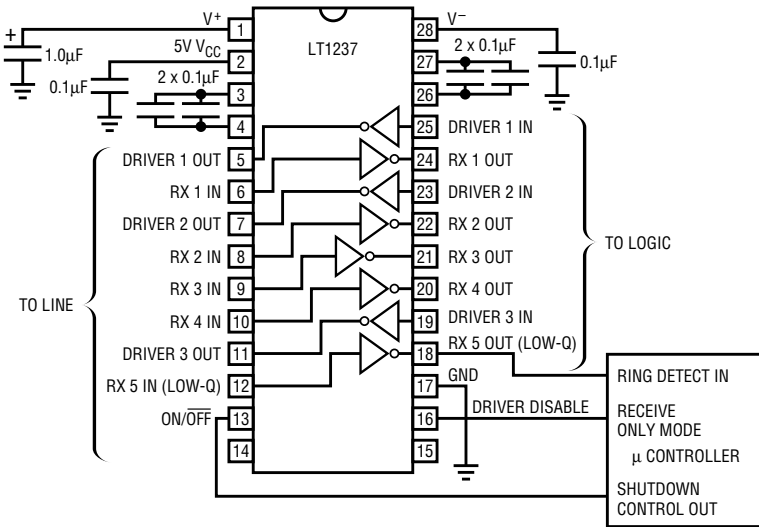 V+
1
28
V–
LT1237
+
1.0µF
5V VCC
2
27
2 x 0.1µF
0.1µF
2 x 0.1µF
0.1µF
3
26
4
25
DRIVER 1 IN
DRIVER 1 OUT
5
24
RX 1 OUT
RX 1 IN
6
23
DRIVER 2 IN
DRIVER 2 OUT
7
22
RX 2 OUT
RX 2 IN
8
21
RX 3 OUT
TO LOGIC
RX 3 IN
9
20
RX 4 OUT
TO LINE
RX 4 IN
10
19
DRIVER 3 IN
DRIVER 3 OUT
11
18
RX 5 OUT (LOW-Q)
RX 5 IN (LOW-Q)
12
17
GND
RING DETECT IN
ON/OFF
13
16
DRIVER DISABLE
RECEIVE
ONLY MODE
14
15
µ CONTROLLER
SHUTDOWN
CONTROL OUT